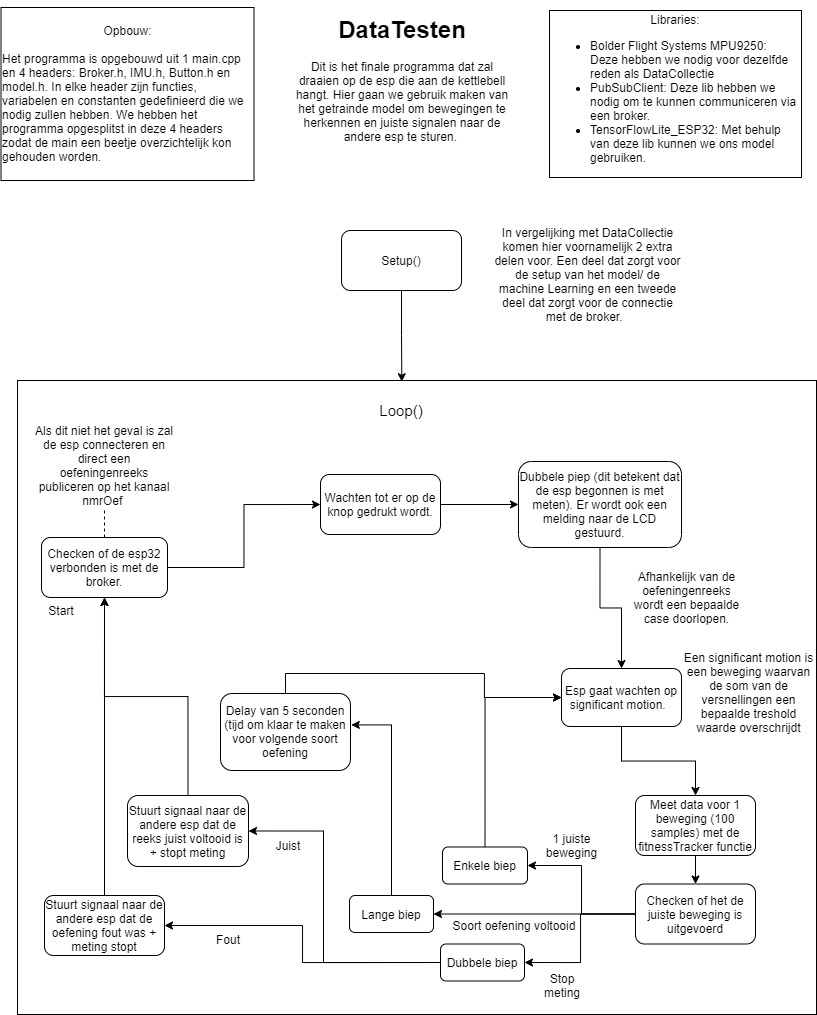 Opbouw:
Het programma is opgebouwd uit 1 main.cpp
en 4 headers: Broker.h, IMU.h, Button.h en
model.h. In elke header zijn functies,
variabelen en constanten gedefinieerd die we
nodig zullen hebben. We hebben het
programma opgesplitst in deze 4 headers
zodat de main een beetje overzichtelijk kon
gehouden worden.
DataTesten
Dit is het finale programma dat zal
draaien op de esp die aan de kettlebell
hangt. Hier gaan we gebruik maken van
het getrainde model om bewegingen te
herkennen en juiste signalen naar de
andere esp te sturen.
Libraries:
• Bolder Flight Systems MPU9250:
Deze hebben we nodig voor dezelfde
reden als DataCollectie
• PubSubClient: Deze lib hebben we
nodig om te kunnen communiceren via
een broker.
• TensorFlowLite_ESP32: Met behulp
van deze lib kunnen we ons model
gebruiken.
Setup()
In vergelijking met DataCollectie
komen hier voornamelijk 2 extra
delen voor. Een deel dat zorgt voor
de setup van het model/ de
machine Learning en een tweede
deel dat zorgt voor de connectie
met de broker.
Loop()
Als dit niet het geval is zal
de esp connecteren en
direct een
oefeningenreeks
publiceren op het kanaal
nmrOef
Checken of de esp32
verbonden is met de
broker.
Start
Wachten tot er op de
knop gedrukt wordt.
Dubbele piep (dit betekent dat
de esp begonnen is met
meten). Er wordt ook een
melding naar de LCD
gestuurd.
Afhankelijk van de
oefeningenreeks
wordt een bepaalde
case doorlopen.
Esp gaat wachten op
significant motion.
Een significant motion is
een beweging waarvan
de som van de
versnellingen een
bepaalde treshold
waarde overschrijdt
Delay van 5 seconden
(tijd om klaar te maken
voor volgende soort
oefening
Meet data voor 1
beweging (100
samples) met de
fitnessTracker functie
Checken of het de
juiste beweging is
uitgevoerd
1 juiste
beweging
Enkele biep
Soort oefening voltooid
Lange biep
Stop
meting
Dubbele biep
Juist
Stuurt signaal naar de
andere esp dat de
reeks juist voltooid is
+ stopt meting
Fout
Stuurt signaal naar de
andere esp dat de
oefening fout was +
meting stopt